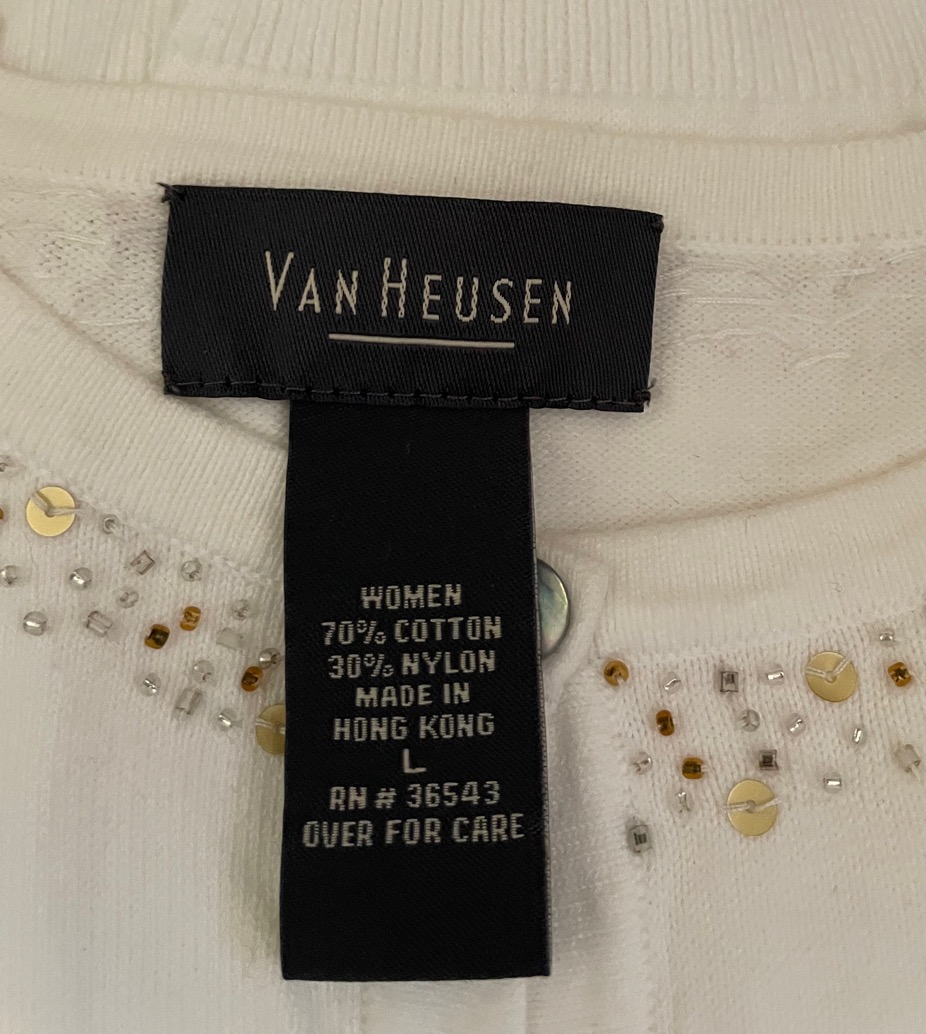 VAN HEUSEN
WOMEN
70% COTTON
30% NYLON
MADE IN
HONG KONG
L
RN # 36543
OVER FOR CARE